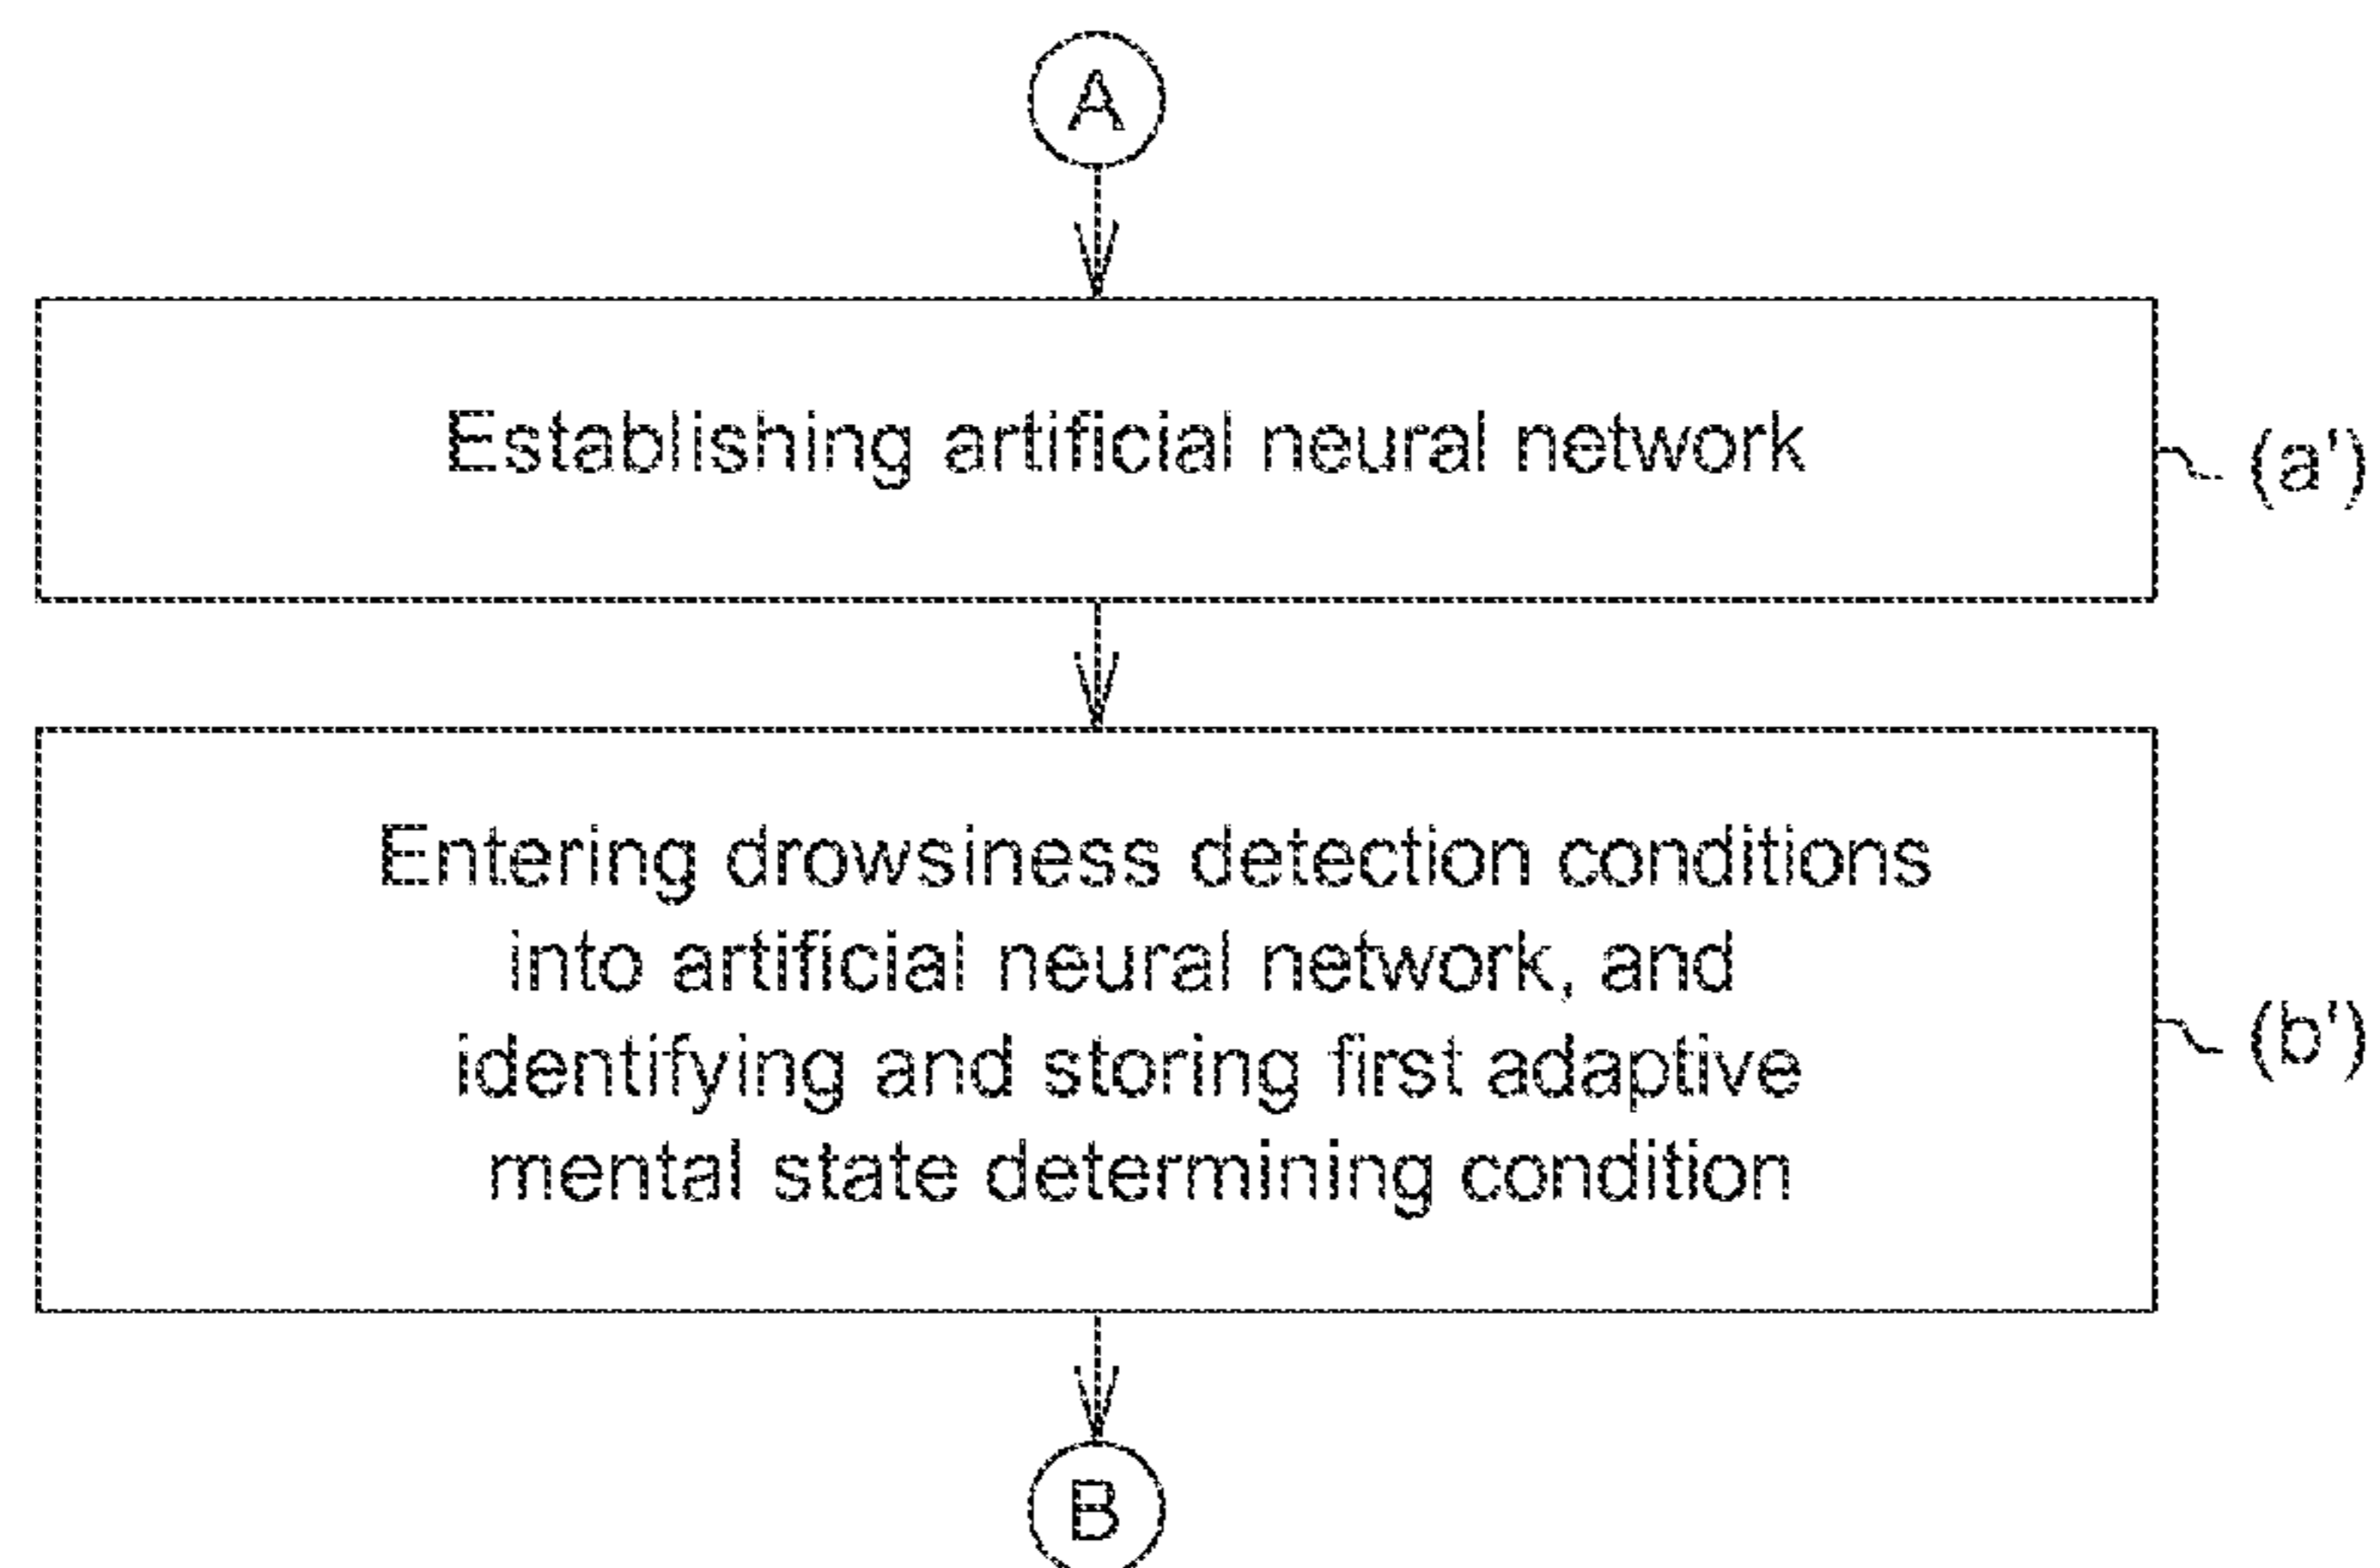 A
Establishing artificial neural network
(a')
Entering drowsiness detection conditions
into artificial neural network, and
identifying and storing first adaptive
mental state determining condition
(b')
B